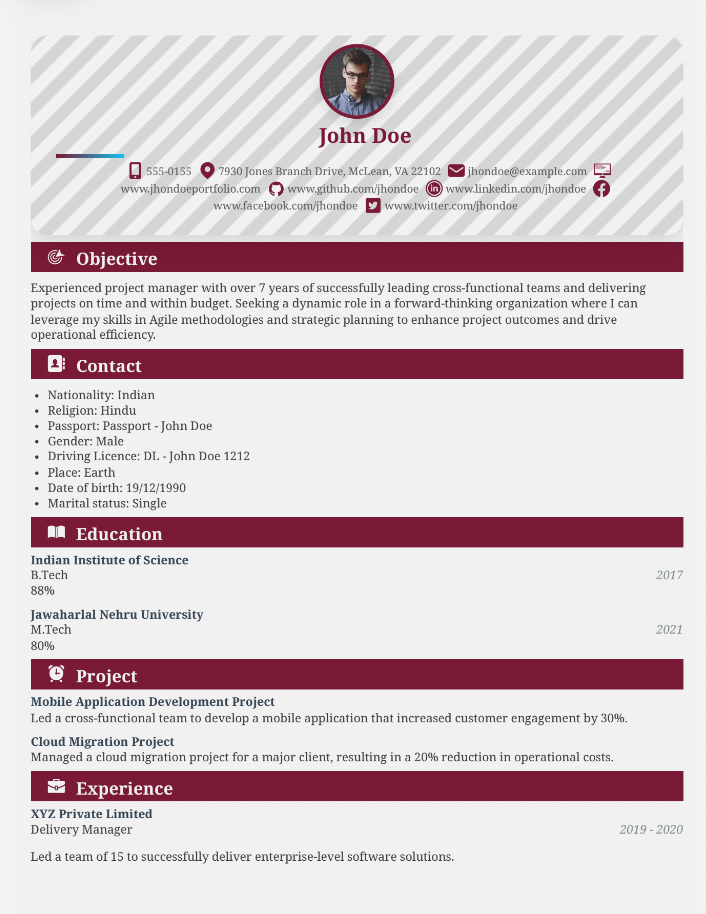 John Doe
555-0155 7930 Jones Branch Drive, McLean, VA 22102 jhondoe@example.com
www.jhondoeportfolio.com www.github.com/jhondoe www.linkedin.com/jhondoe
www.facebook.com/jhondoe www.twitter.com/jhondoe
Objective
Experienced project manager with over 7 years of successfully leading cross-functional teams and delivering
projects on time and within budget. Seeking a dynamic role in a forward-thinking organization where I can
leverage my skills in Agile methodologies and strategic planning to enhance project outcomes and drive
operational efficiency.
Contact
• Nationality: Indian
• Religion: Hindu
• Passport: Passport - John Doe
• Gender: Male
• Driving Licence: DL - John Doe 1212
• Place: Earth
• Date of birth: 19/12/1990
• Marital status: Single
Education
Indian Institute of Science
B.Tech 2017
88%
Jawaharlal Nehru University
M.Tech 2021
80%
Project
Mobile Application Development Project
Led a cross-functional team to develop a mobile application that increased customer engagement by 30%.
Cloud Migration Project
Managed a cloud migration project for a major client, resulting in a 20% reduction in operational costs.
Experience
XYZ Private Limited
Delivery Manager 2019 - 2020
Led a team of 15 to successfully deliver enterprise-level software solutions.